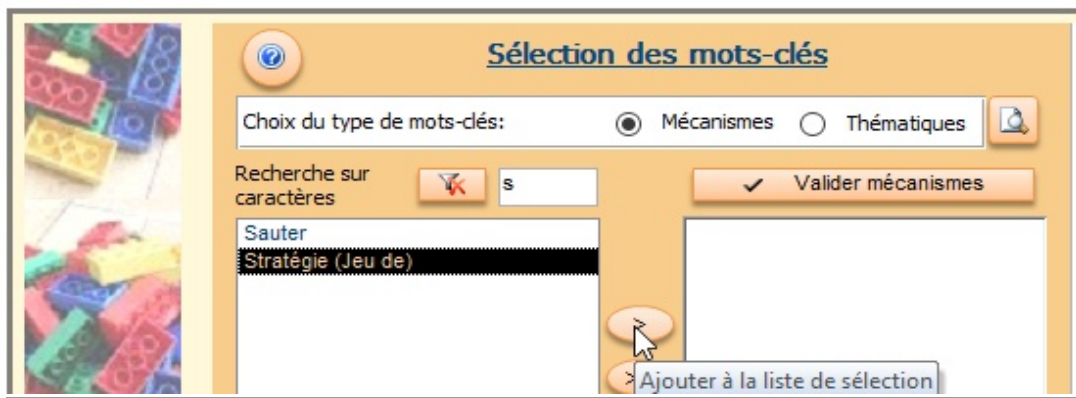 Sélection des mots-clés
Choix du type de mots-clés: Mécanismes Thématiques
Recherche sur
caractères
s
Valider mécanismes
Sauter
Stratégie (Jeu de)
>
>
Ajouter à la liste de sélection